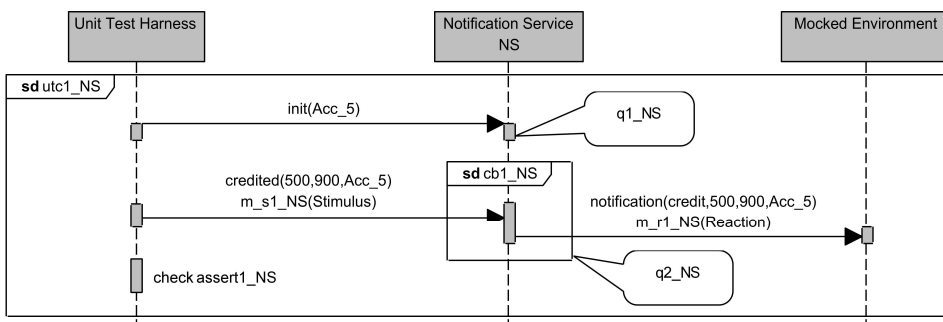 Unit Test Harness
Notification Service
NS
Mocked Environment
sd utc1_NS
init(Acc_5)
q1_NS
sd cb1_NS
credited(500,900,Acc_5)
m_s1_NS(Stimulus)
notification(credit,500,900,Acc_5)
m_r1_NS(Reaction)
q2_NS
check assert1_NS